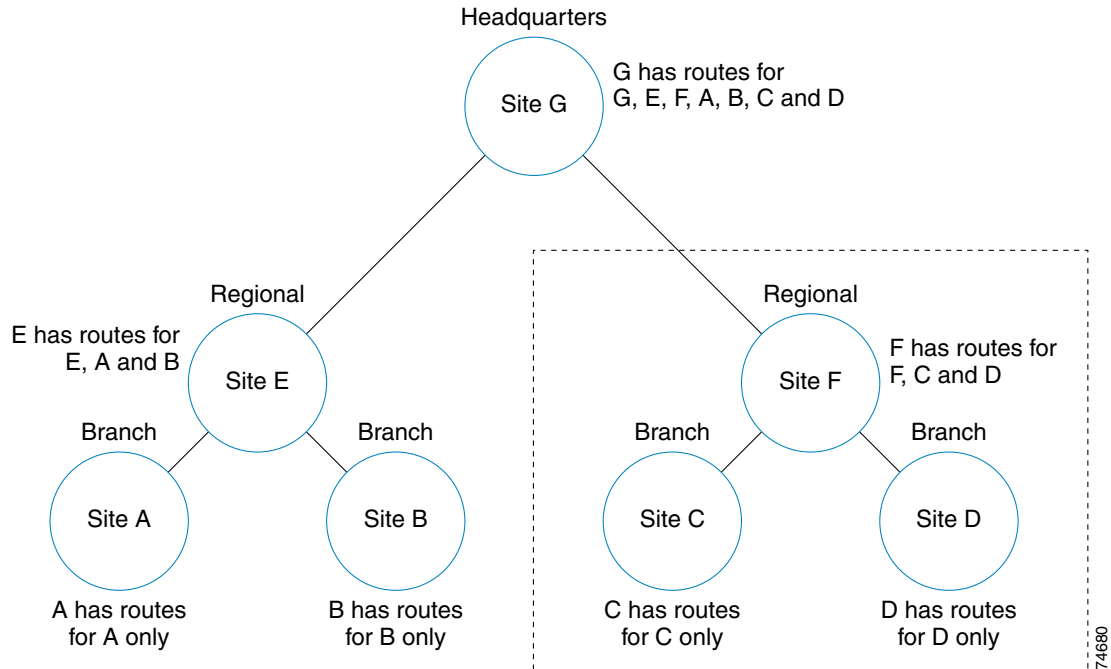 Headquarters
Site G
G has routes for
G, E, F, A, B, C and D
Regional
E has routes for
E, A and B
Site E
Regional
Site F
F has routes for
F, C and D
Branch
Site A
Branch
Site B
Branch
Site C
Branch
Site D
A has routes
for A only
B has routes
for B only
C has routes
for C only
D has routes
for D only
74680